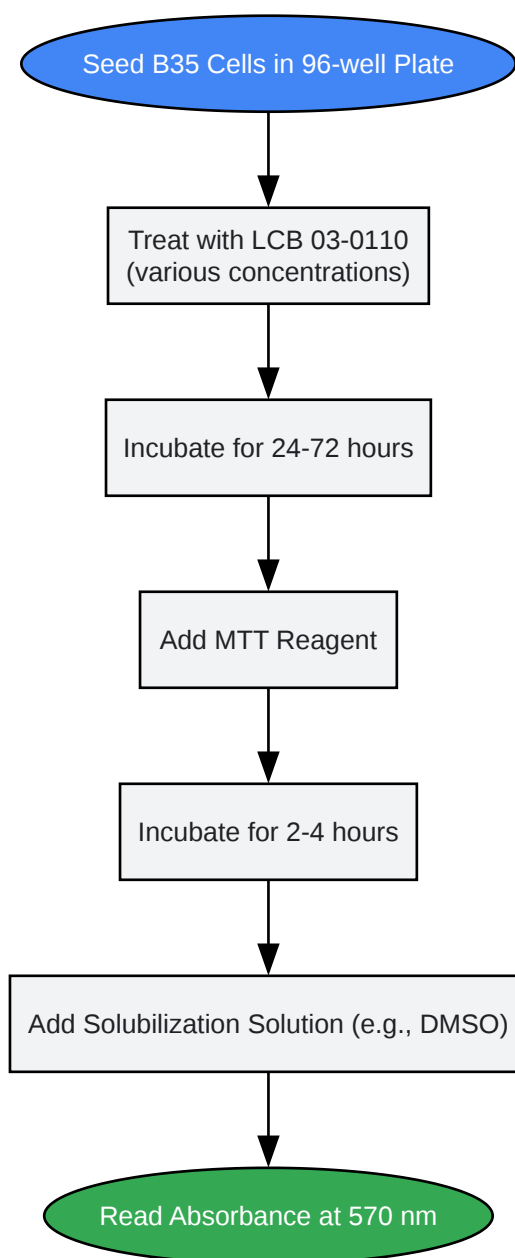 Seed B35 Cells in 96-well Plate
Treat with LCB 03-0110
(various concentrations)
Incubate for 24-72 hours
Add MTT Reagent
Incubate for 2-4 hours
Add Solubilization Solution (e.g., DMSO)
Read Absorbance at 570 nm